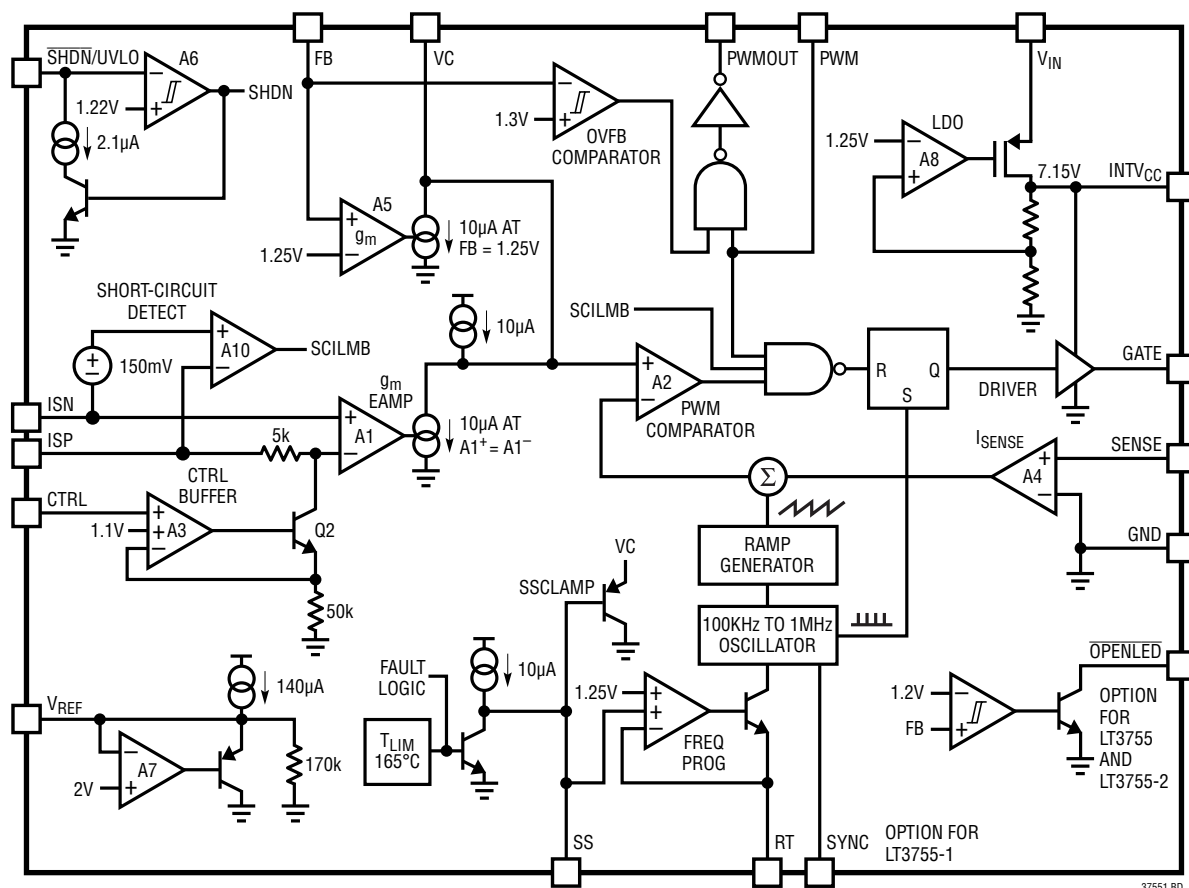 SHDN/UVLO
A6
FB
VC
PWMOUT
PWM
VIN
SHDN
1.22V
−
+
2.1µA
−
1.3V
+
OVFB
COMPARATOR
LDO
1.25V
−
A8
+
7.15V
INTVCC
A5
+
gm
1.25V
−
10µA AT
FB = 1.25V
SHORT-CIRCUIT
DETECT
+
A10
−
SCILMB
+
−
150mV
10µA
SCILMB
gm
EAMP
ISN
+
A1
−
10µA AT
A1+ = A1−
+
A2
−
PWM
COMPARATOR
R
Q
S
DRIVER
GATE
ISP
5k
ISENSE
SENSE
+
A4
−
CTRL
CTRL
BUFFER
1.1V
+
+
A3
−
Q2
50k
Σ
GND
RAMP
GENERATOR
VC
SSCLAMP
100KHz TO 1MHz
OSCILLATOR
OPENLED
VREF
140µA
−
A7
2V
+
170k
FAULT
LOGIC
10µA
TLIM
165°C
1.25V
+
+
−
FREQ
PROG
1.2V
−
FB
+
OPTION
FOR
LT3755
AND
LT3755-2
SS
RT
SYNC
OPTION FOR
LT3755-1
37551 BD